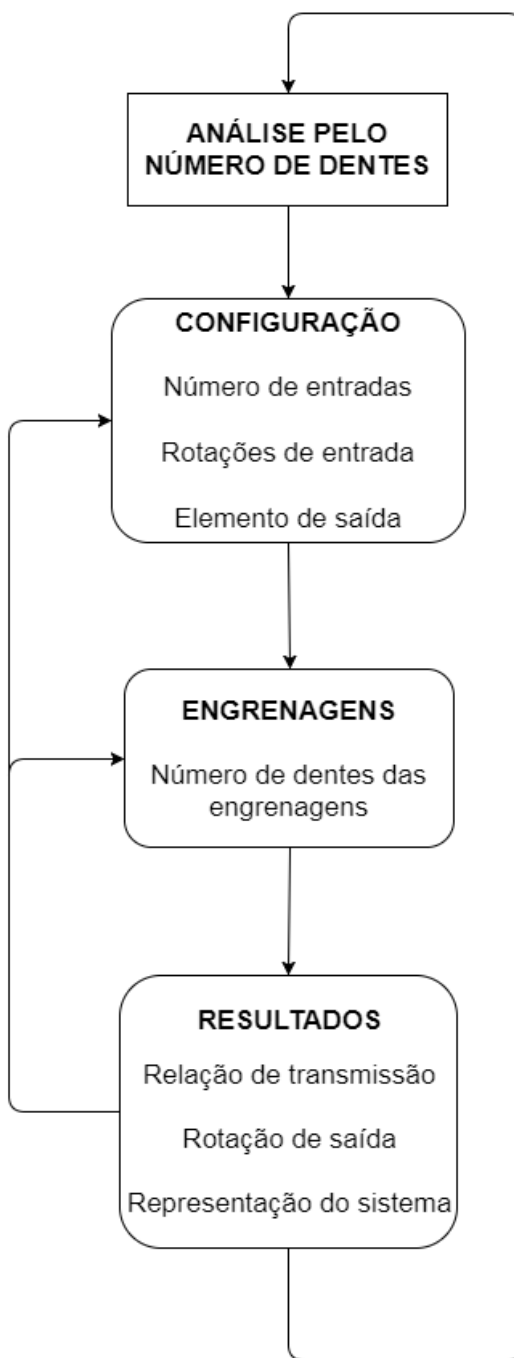 ANÁLISE PELO
NÚMERO DE DENTES
CONFIGURAÇÃO
Número de entradas
Rotações de entrada
Elemento de saída
ENGRENAGENS
Número de dentes das
engrenagens
RESULTADOS
Relação de transmissão
Rotação de saída
Representação do sistema